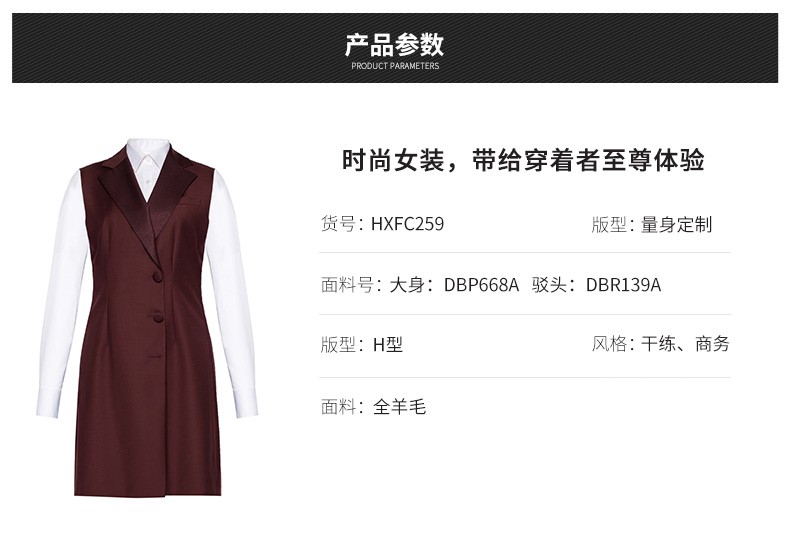 产品参数
PRODUCT PARAMETERS
时尚女装，带给穿着者至尊体验
货号：HXFC259 版型：量身定制
面料号：大身：DBP668A 驳头：DBR139A
版型：H型 风格：干练、商务
面料：全羊毛